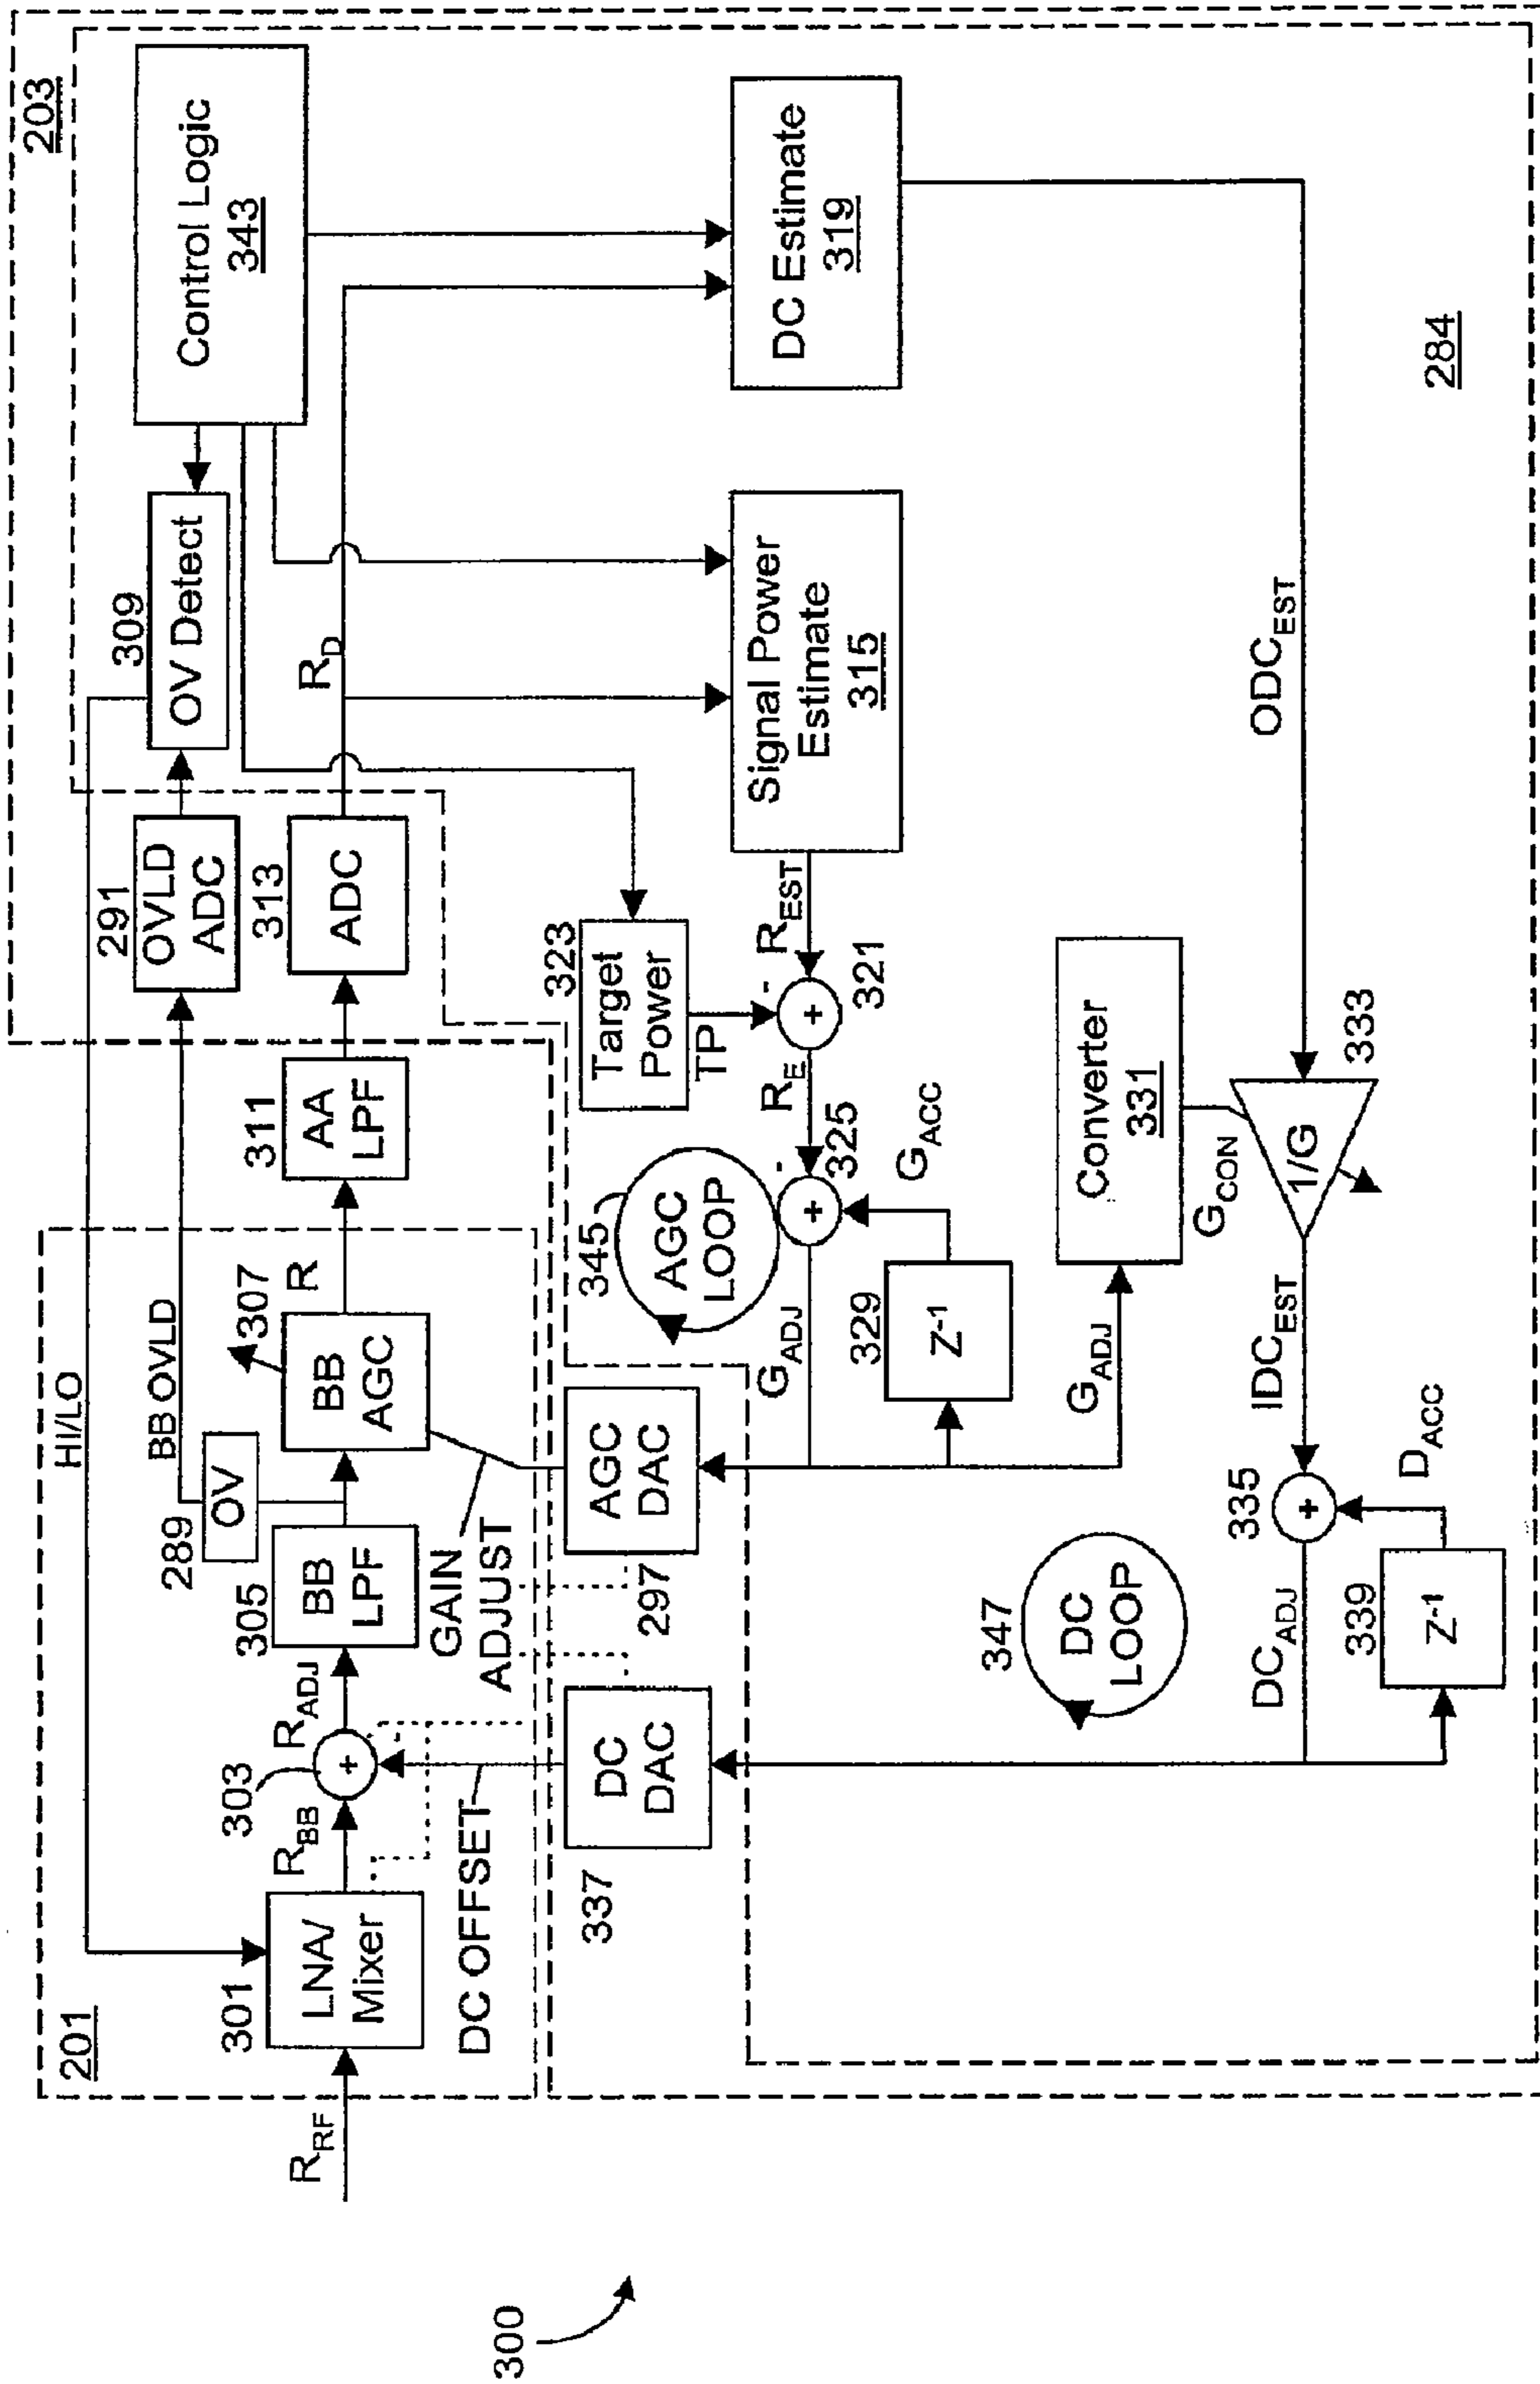 300
R_RF
201
301
LNA/
Mixer
R_BB
303
+
R_ADJ
305
BB
LPF
289
OV
HI/LO
BB OVLD
307
BB
AGC
R
311
AA
LPF
291
OVLD
ADC
313
ADC
309
OV Detect
R_D
203
Control Logic
343
DC OFFSET
GAIN
ADJUST
337
DC
DAC
297
AGC
DAC
345
AGC
LOOP
323
Target
Power
TP
-
R_EST
+
321
R_E
-
+
325
G_ACC
G_ADJ
329
Z⁻¹
Signal Power
Estimate
315
DC Estimate
319
G_ADJ
Converter
331
G_CON
347
DC
LOOP
ODC_EST
1/G
333
IDC_EST
335
+
D_ACC
DC_ADJ
339
Z⁻¹
284